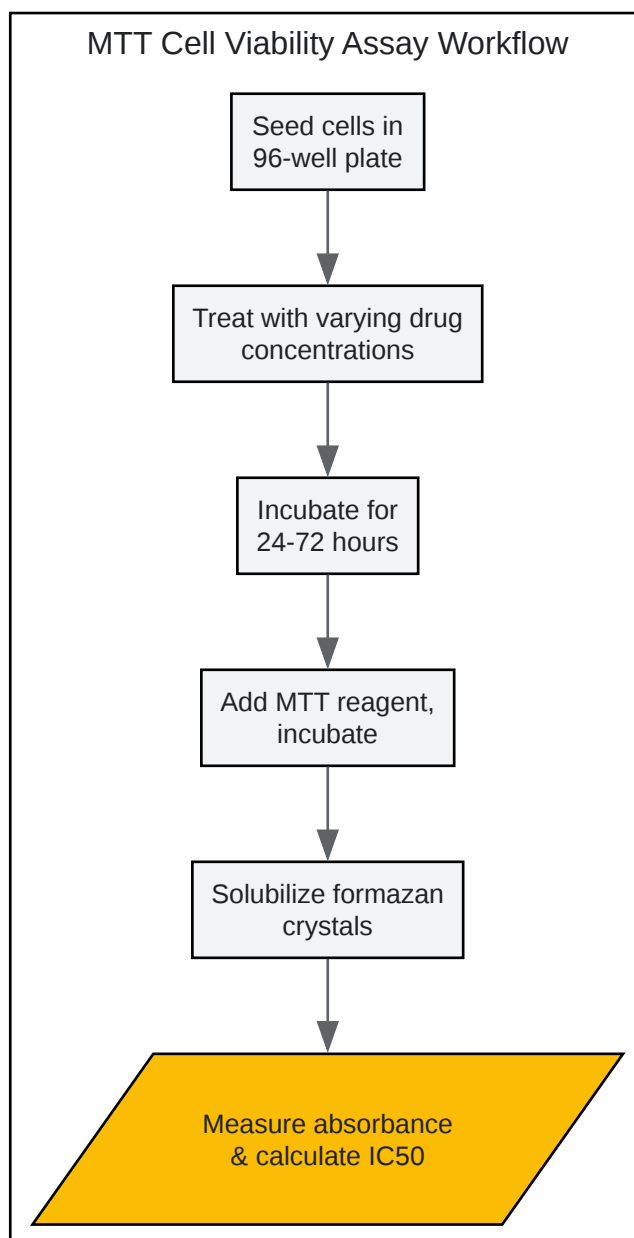 MTT Cell Viability Assay Workflow
Seed cells in
96-well plate
Treat with varying drug
concentrations
Incubate for
24-72 hours
Add MTT reagent,
incubate
Solubilize formazan
crystals
Measure absorbance
& calculate IC50